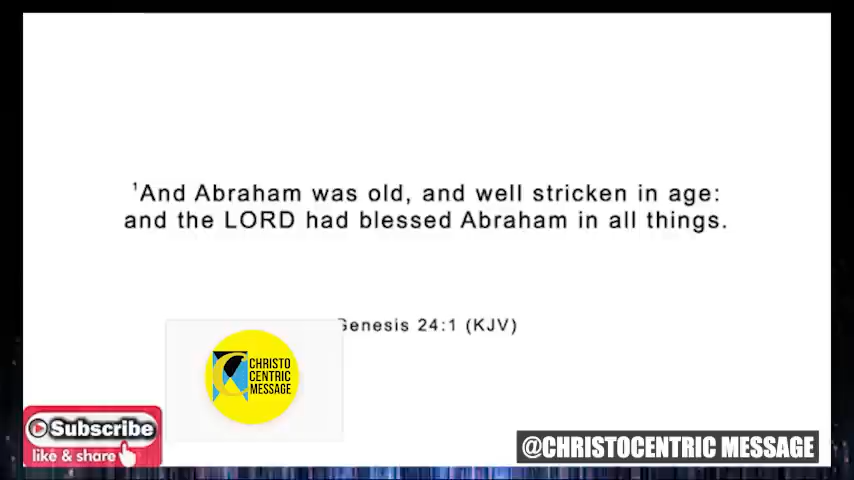 ¹And Abraham was old, and well stricken in age:
and the LORD had blessed Abraham in all things.
Genesis 24:1 (KJV)
CHRISTO
CENTRIC
MESSAGE
Subscribe
like & share
@CHRISTOCENTRIC MESSAGE